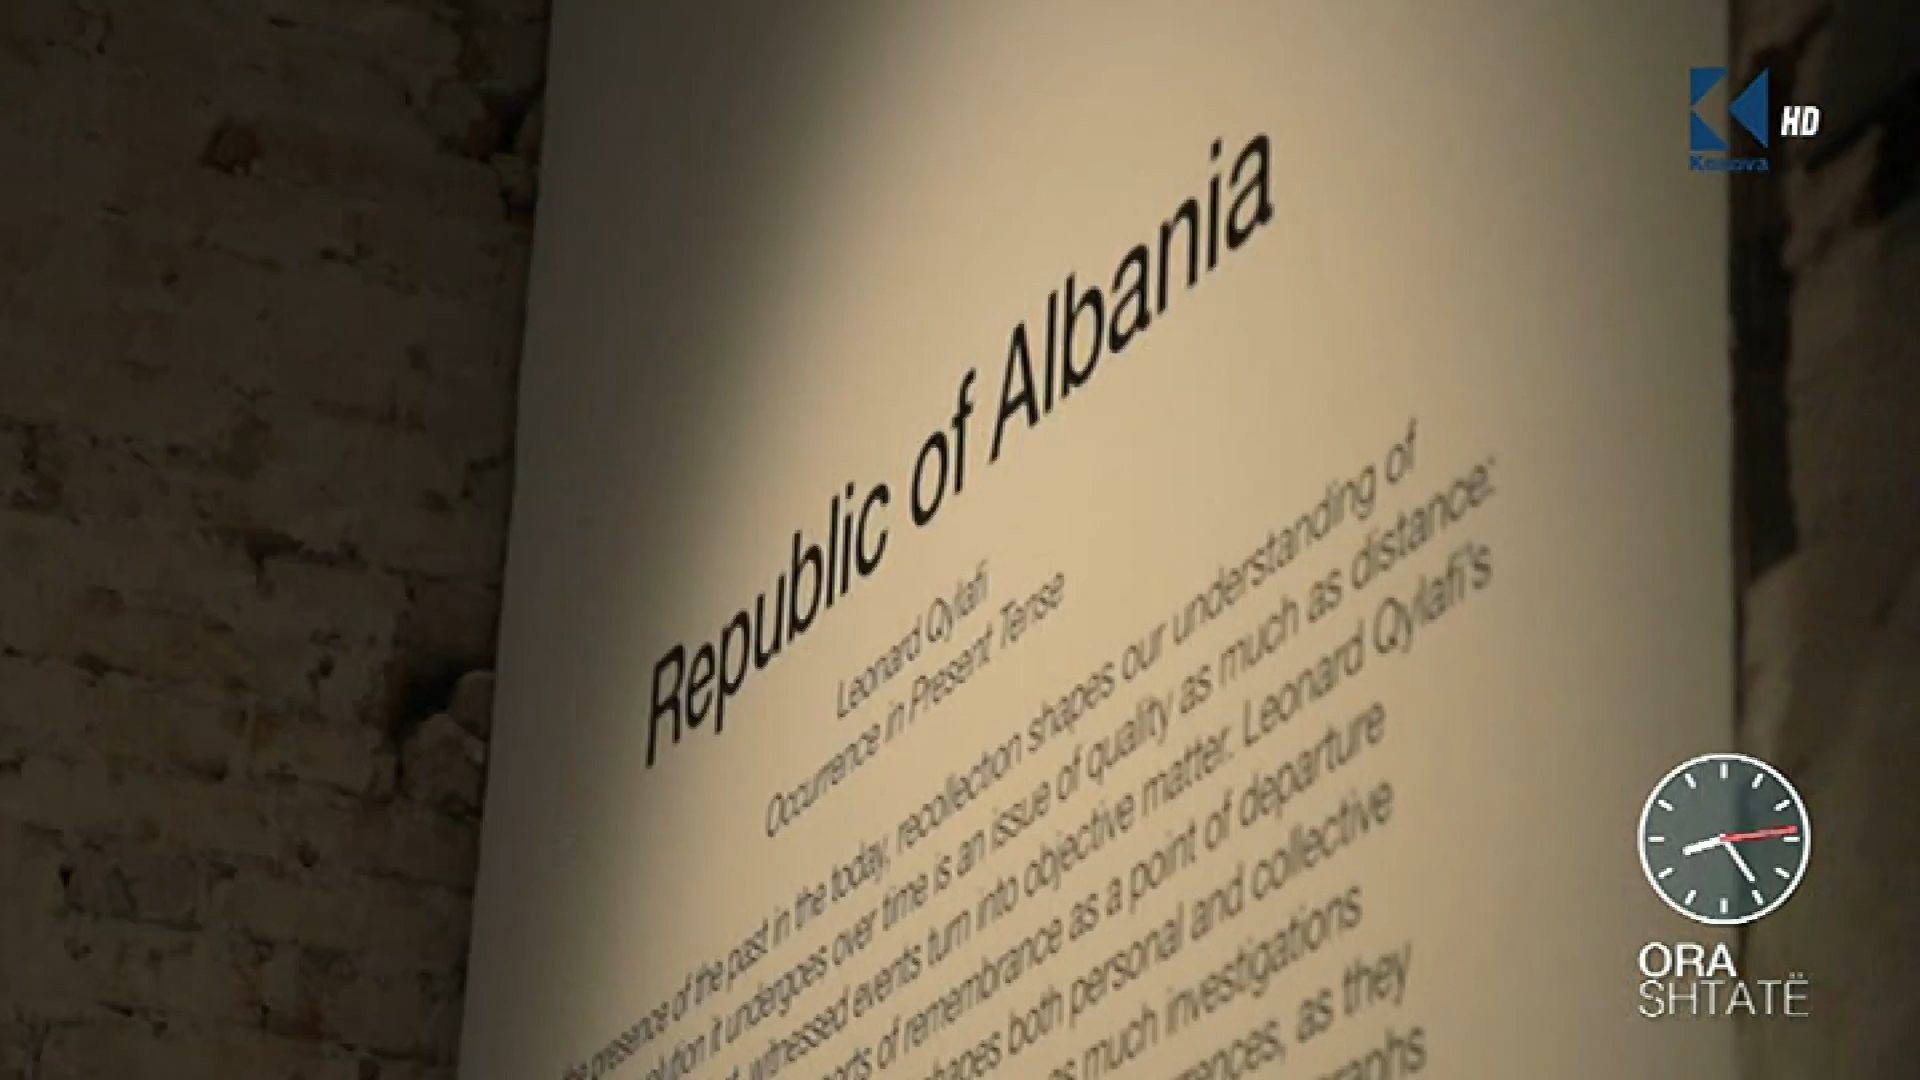 HD
Kosova
Republic of Albania
Leonard Qylafi
Occurrence in Present Tense
presence of the past in the today, recollection shapes our understanding of
it undergoes over time is an issue of quality as much as distance:
witnessed events turn into objective matter. Leonard Qylafi's
of remembrance as a point of departure
shapes both personal and collective
as much investigations
as they
ORA
SHTATË